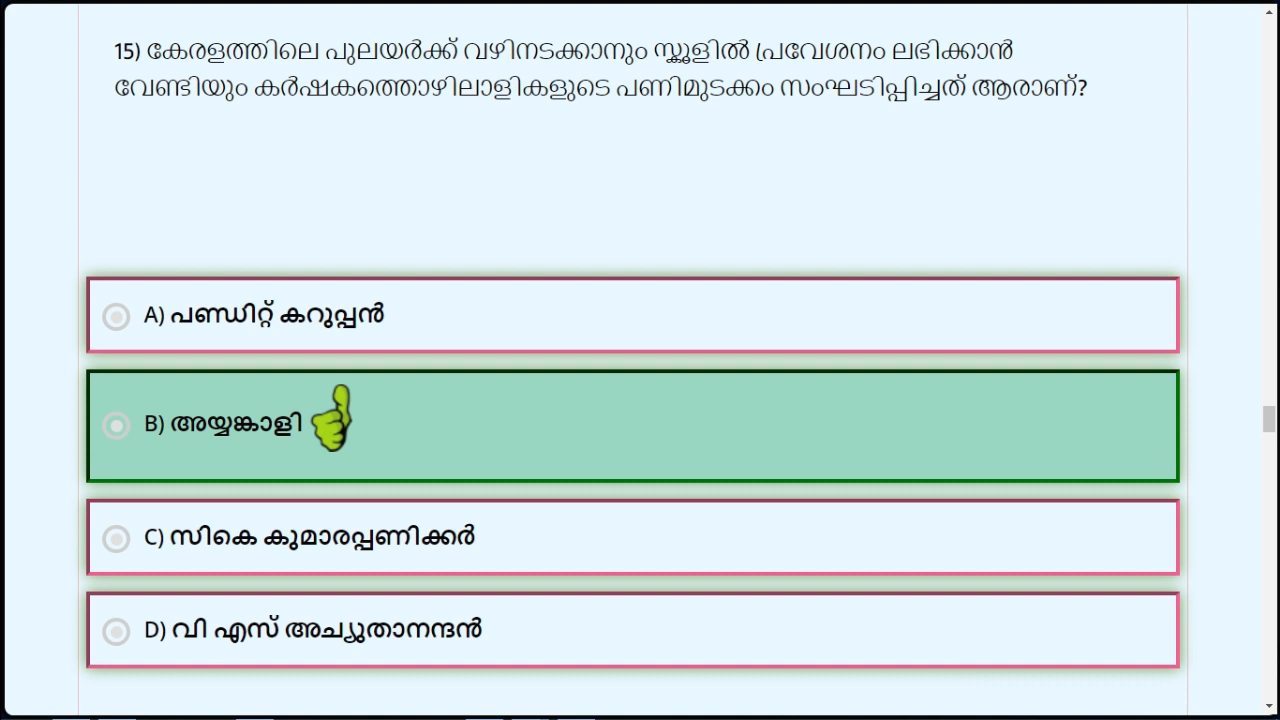 15) കേരളത്തിലെ പുലയർക്ക് വഴിനടക്കാനും സ്കൂളിൽ പ്രവേശനം ലഭിക്കാൻ
വേണ്ടിയും കർഷകത്തൊഴിലാളികളുടെ പണിമുടക്കം സംഘടിപ്പിച്ചത് ആരാണ്?
A) പണ്ഡിറ്റ് കറുപ്പൻ
B) അയ്യങ്കാളി
C) സികെ കുമാരപ്പണിക്കർ
D) വി എസ് അച്യുതാനന്ദൻ